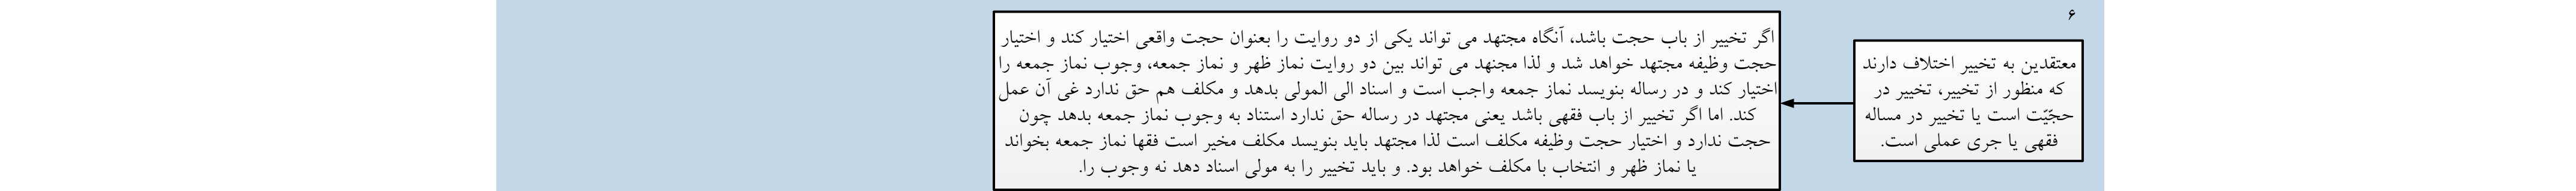 ۶
معتقدین به تخییر اختلاف دارند
که منظور از تخییر، تخییر در
حجّیّت است یا تخییر در مساله
فقهی یا جری عملی است.
اگر تخییر از باب حجت باشد، آنگاه مجتهد می تواند یکی از دو روایت را بعنوان حجت واقعی اختیار کند و اختیار
حجت وظیفه مجتهد خواهد شد و لذا مجنهد می تواند بین دو روایت نماز ظهر و نماز جمعه، وجوب نماز جمعه را
اختیار کند و در رساله بنویسد نماز جمعه واجب است و اسناد الی المولی بدهد و مکلف هم حق ندارد غی آن عمل
کند. اما اگر تخییر از باب فقهی باشد یعنی مجتهد در رساله حق ندارد استناد به وجوب نماز جمعه بدهد چون
حجت ندارد و اختیار حجت وظیفه مکلف است لذا مجتهد باید بنویسد مکلف مخیر است فقها نماز جمعه بخواند
یا نماز ظهر و انتخاب با مکلف خواهد بود. و باید تخییر را به مولی اسناد دهد نه وجوب را.